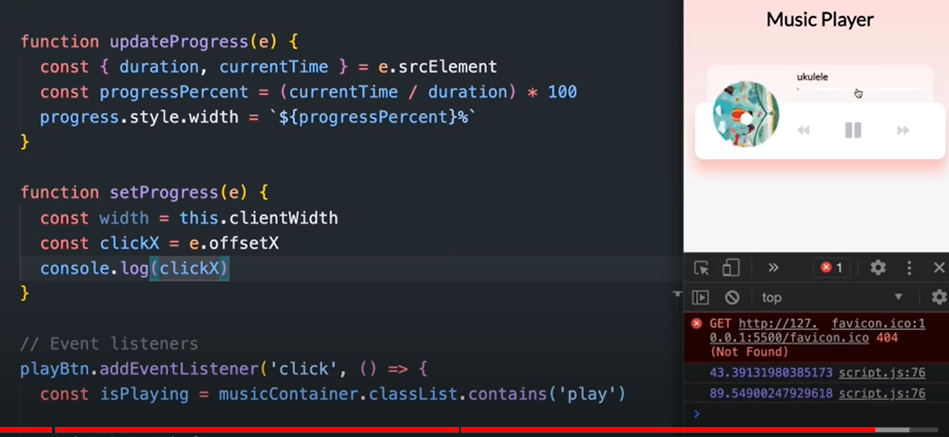 function updateProgress(e) {
const { duration, currentTime } = e.srcElement
const progressPercent = (currentTime / duration) * 100
progress.style.width = `${progressPercent}%`
}
function setProgress(e) {
const width = this.clientWidth
const clickX = e.offsetX
console.log(clickX)
}
// Event listeners
playBtn.addEventListener('click', () => {
const isPlaying = musicContainer.classList.contains('play')
Music Player
ukulele
1
top
GET http://127. favicon.ico:1
0.0.1:5500/favicon.ico 404
(Not Found)
43.39131980385173 script.js:76
89.54900247929618 script.js:76